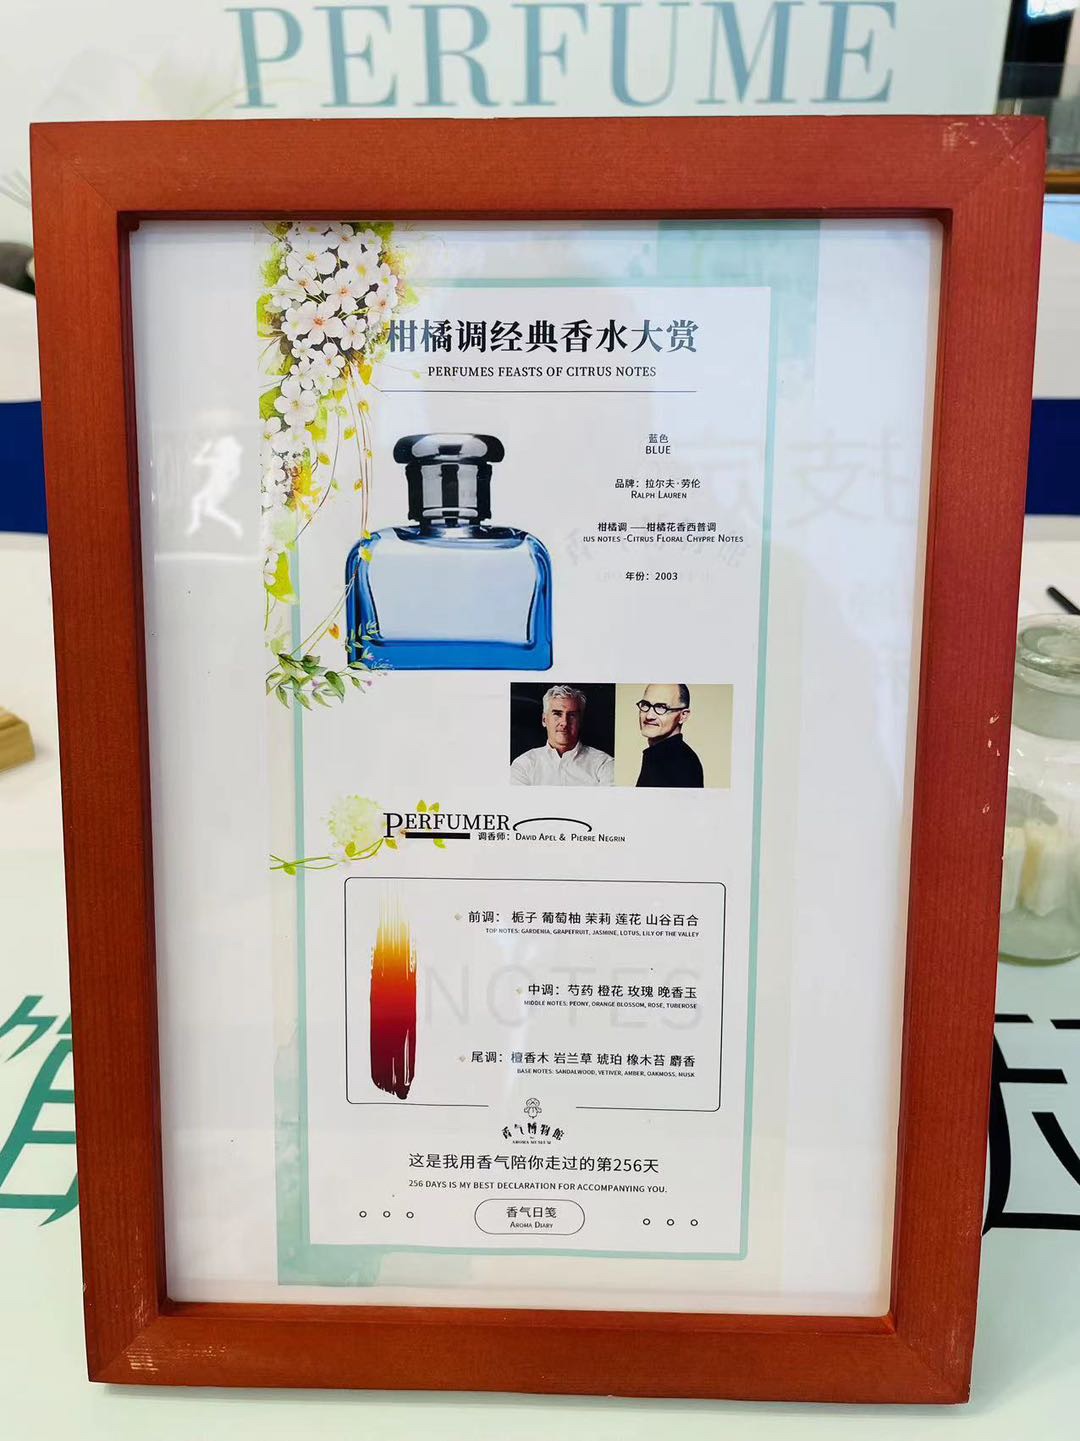 PERFUME
柑橘调经典香水大赏
PERFUMES FEASTS OF CITRUS NOTES
蓝色
BLUE
品牌：拉尔夫·劳伦
RALPH LAUREN
柑橘调 ——柑橘花香西普调
IUS NOTES -CITRUS FLORAL CHYPRE NOTES
年份：2003
PERFUMER
调香师：DAVID APEL & PIERRE NEGRIN
前调： 栀子 葡萄柚 茉莉 莲花 山谷百合
TOP NOTES: GARDENIA, GRAPEFRUIT, JASMINE, LOTUS, LILY OF THE VALLEY
中调：芍药 橙花 玫瑰 晚香玉
MIDDLE NOTES: PEONY, ORANGE BLOSSOM, ROSE, TUBEROSE
NOTES
尾调：檀香木 岩兰草 琥珀 橡木苔 麝香
BASE NOTES: SANDALWOOD, VETIVER, AMBER, OAKMOSS, MUSK
香气博物館
AROMA MUSEUM
这是我用香气陪你走过的第256天
256 DAYS IS MY BEST DECLARATION FOR ACCOMPANYING YOU.
香气日笺
AROMA DIARY